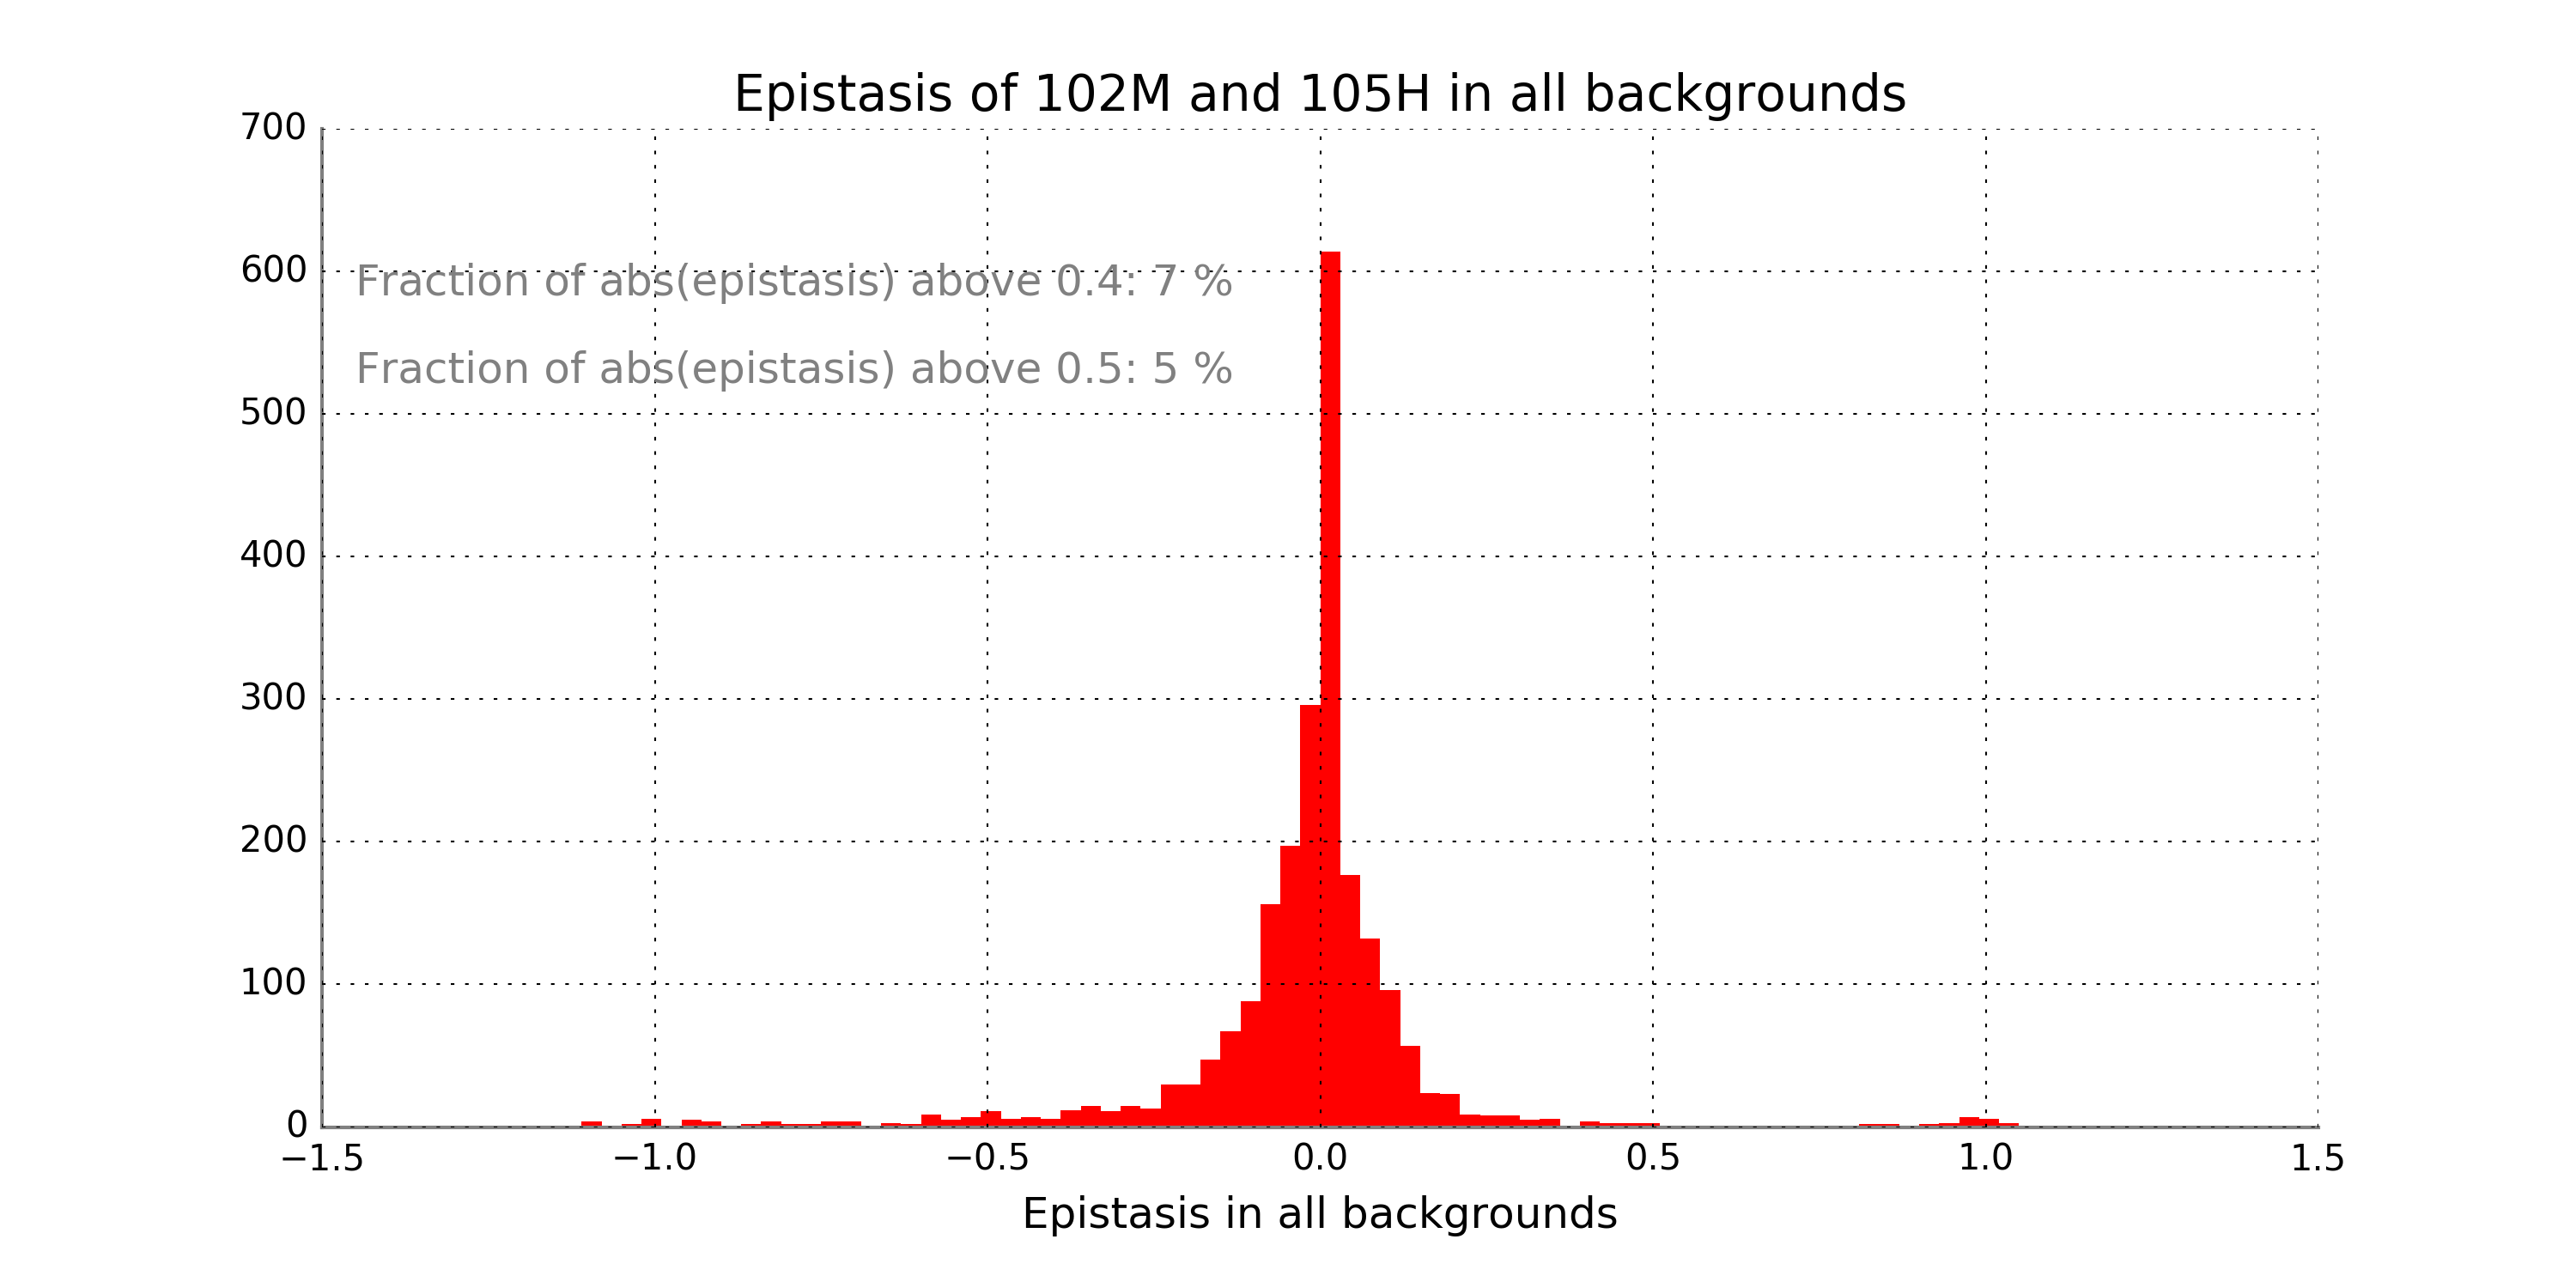 Epistasis of 102M and 105H in all backgrounds
700
600
500
400
300
200
100
0
Fraction of abs(epistasis) above 0.4: 7 %
Fraction of abs(epistasis) above 0.5: 5 %
−1.5 −1.0 −0.5 0.0 0.5 1.0 1.5
Epistasis in all backgrounds